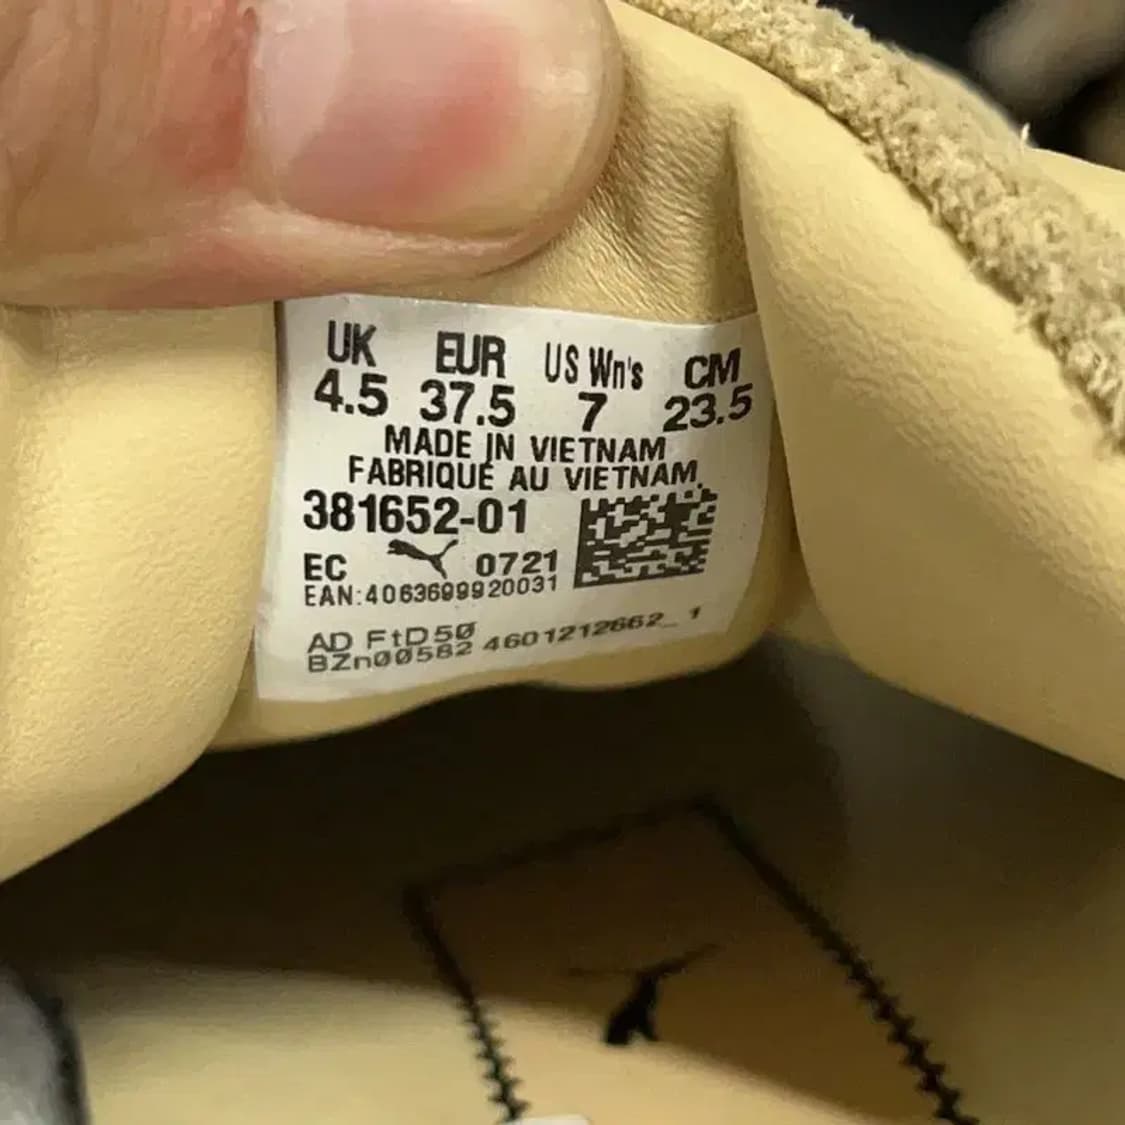 UK EUR US Wn's CM
4.5 37.5 7 23.5
MADE IN VIETNAM
FABRIQUÉ AU VIETNAM
381652-01
EC 0721
EAN:4063699920031
AD FtD50
BZn00582 4601212662_1